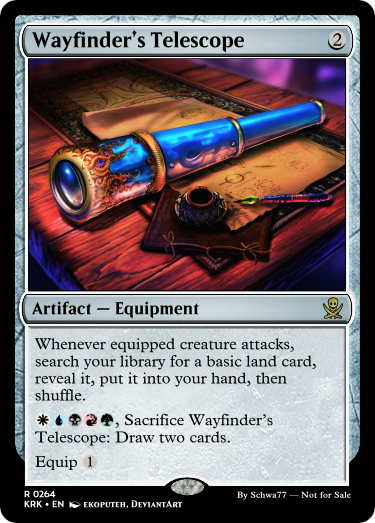 Wayfinder's Telescope 2
Artifact — Equipment
Whenever equipped creature attacks,
search your library for a basic land card,
reveal it, put it into your hand, then
shuffle.
, Sacrifice Wayfinder's
Telescope: Draw two cards.
Equip 1
R 0264
KRK • EN EKOPUTEH, DEVIANTART
By Schwa77 — Not for Sale